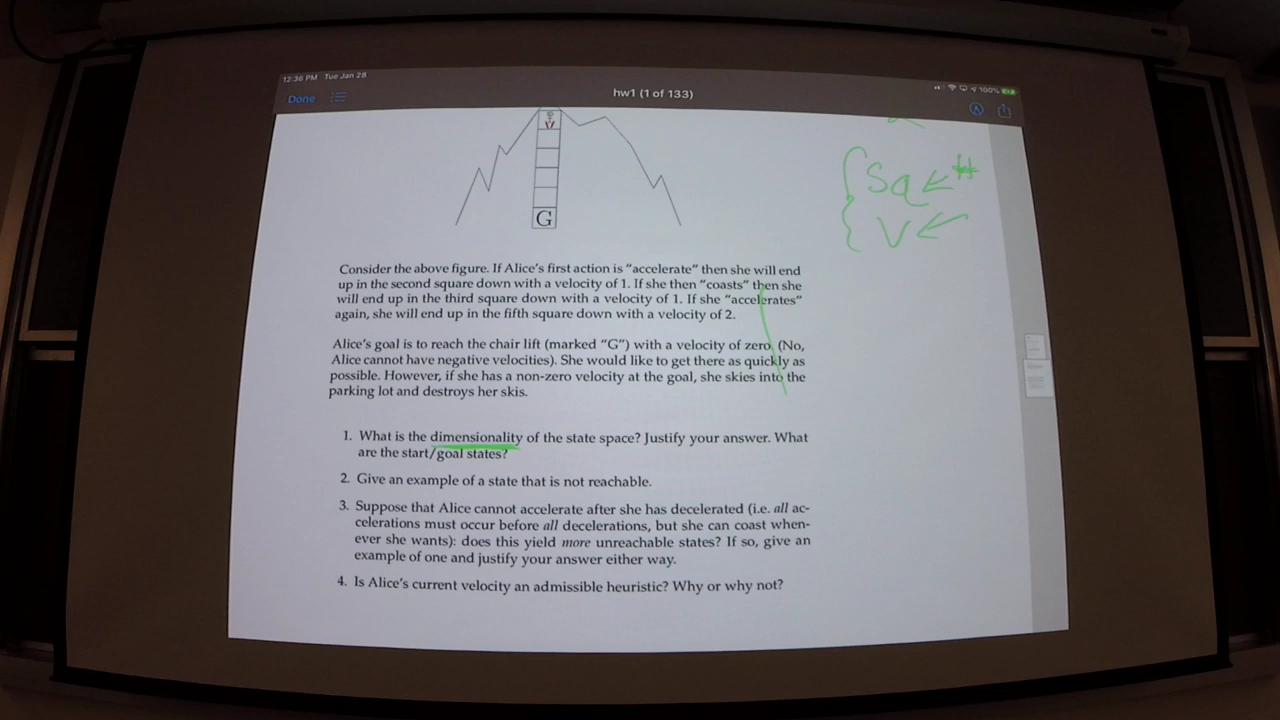 12:36 PM Tue Jan 28
100%
Done
hw1 (1 of 133)
G
Sq
V
Consider the above figure. If Alice's first action is "accelerate" then she will end
up in the second square down with a velocity of 1. If she then "coasts" then she
will end up in the third square down with a velocity of 1. If she "accelerates"
again, she will end up in the fifth square down with a velocity of 2.
Alice's goal is to reach the chair lift (marked "G") with a velocity of zero. (No,
Alice cannot have negative velocities). She would like to get there as quickly as
possible. However, if she has a non-zero velocity at the goal, she skies into the
parking lot and destroys her skis.
1. What is the dimensionality of the state space? Justify your answer. What
are the start/goal states?
2. Give an example of a state that is not reachable.
3. Suppose that Alice cannot accelerate after she has decelerated (i.e. all ac-
celerations must occur before all decelerations, but she can coast when-
ever she wants): does this yield more unreachable states? If so, give an
example of one and justify your answer either way.
4. Is Alice's current velocity an admissible heuristic? Why or why not?